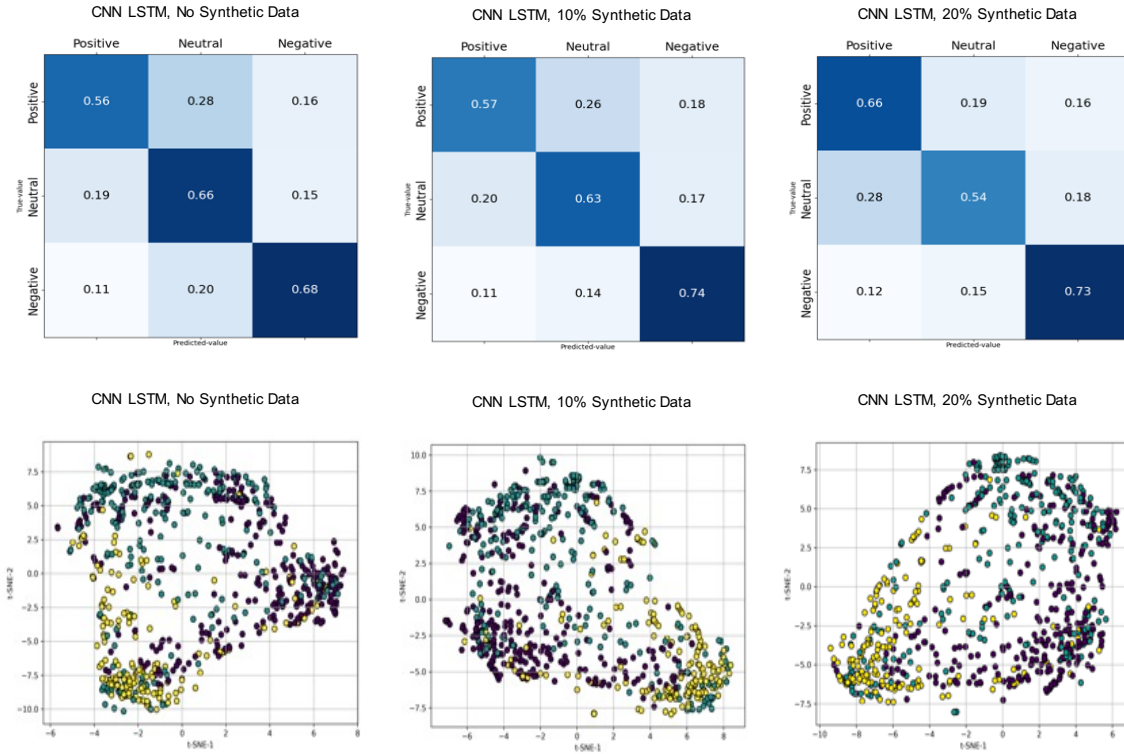 CNN LSTM, No Synthetic Data
Positive Neutral Negative
Positive 0.56 0.28 0.16
True-value
Neutral 0.19 0.66 0.15
Negative 0.11 0.20 0.68
Predicted-value
CNN LSTM, 10% Synthetic Data
Positive Neutral Negative
Positive 0.57 0.26 0.18
True-value
Neutral 0.20 0.63 0.17
Negative 0.11 0.14 0.74
Predicted-value
CNN LSTM, 20% Synthetic Data
Positive Neutral Negative
Positive 0.66 0.19 0.16
True-value
Neutral 0.28 0.54 0.18
Negative 0.12 0.15 0.73
Predicted-value
CNN LSTM, No Synthetic Data
7.5
5.0
2.5
0.0
−2.5
−5.0
−7.5
−10.0
t-SNE-2
−6 −4 −2 0 2 4 6 8
t-SNE-1
CNN LSTM, 10% Synthetic Data
10.0
7.5
5.0
2.5
0.0
−2.5
−5.0
−7.5
t-SNE-2
−6 −4 −2 0 2 4 6 8
t-SNE-1
CNN LSTM, 20% Synthetic Data
7.5
5.0
2.5
0.0
−2.5
−5.0
−7.5
t-SNE-2
−10 −8 −6 −4 −2 0 2 4 6
t-SNE-1